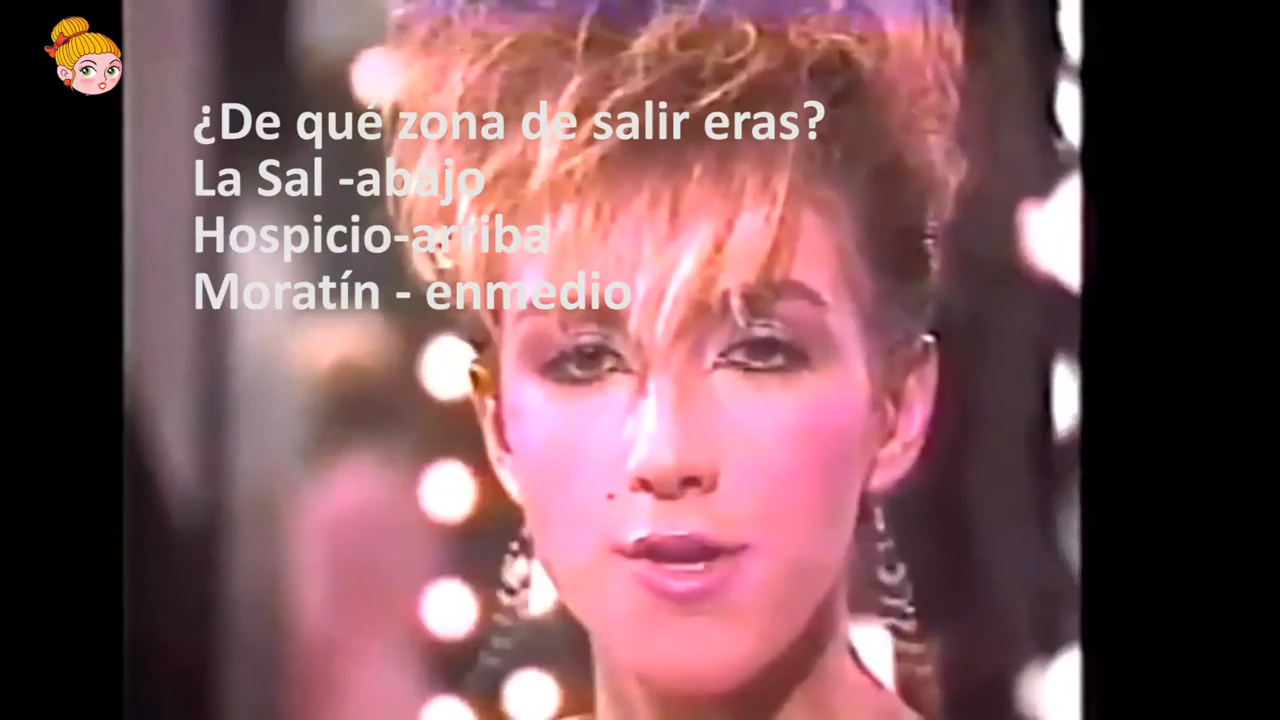 ¿De qué zona de salir eras?
La Sal -abajo
Hospicio-arriba
Moratín - enmedio